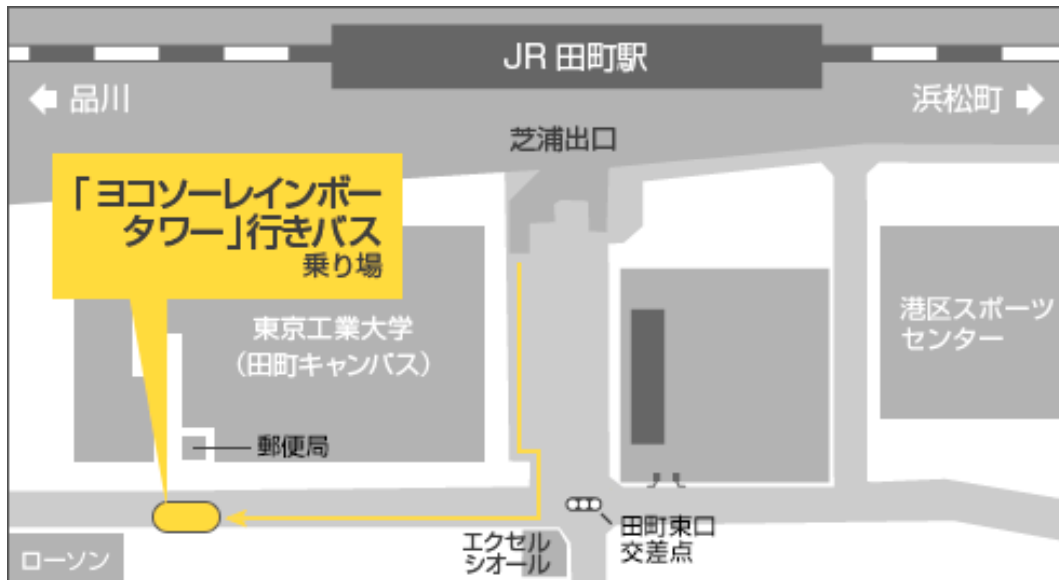 JR 田町駅
品川
浜松町
芝浦出口
「ヨコソーレインボー
タワー」行きバス
乗り場
東京工業大学
(田町キャンパス)
港区スポーツ
センター
郵便局
田町東口
交差点
エクセル
シオール
ローソン